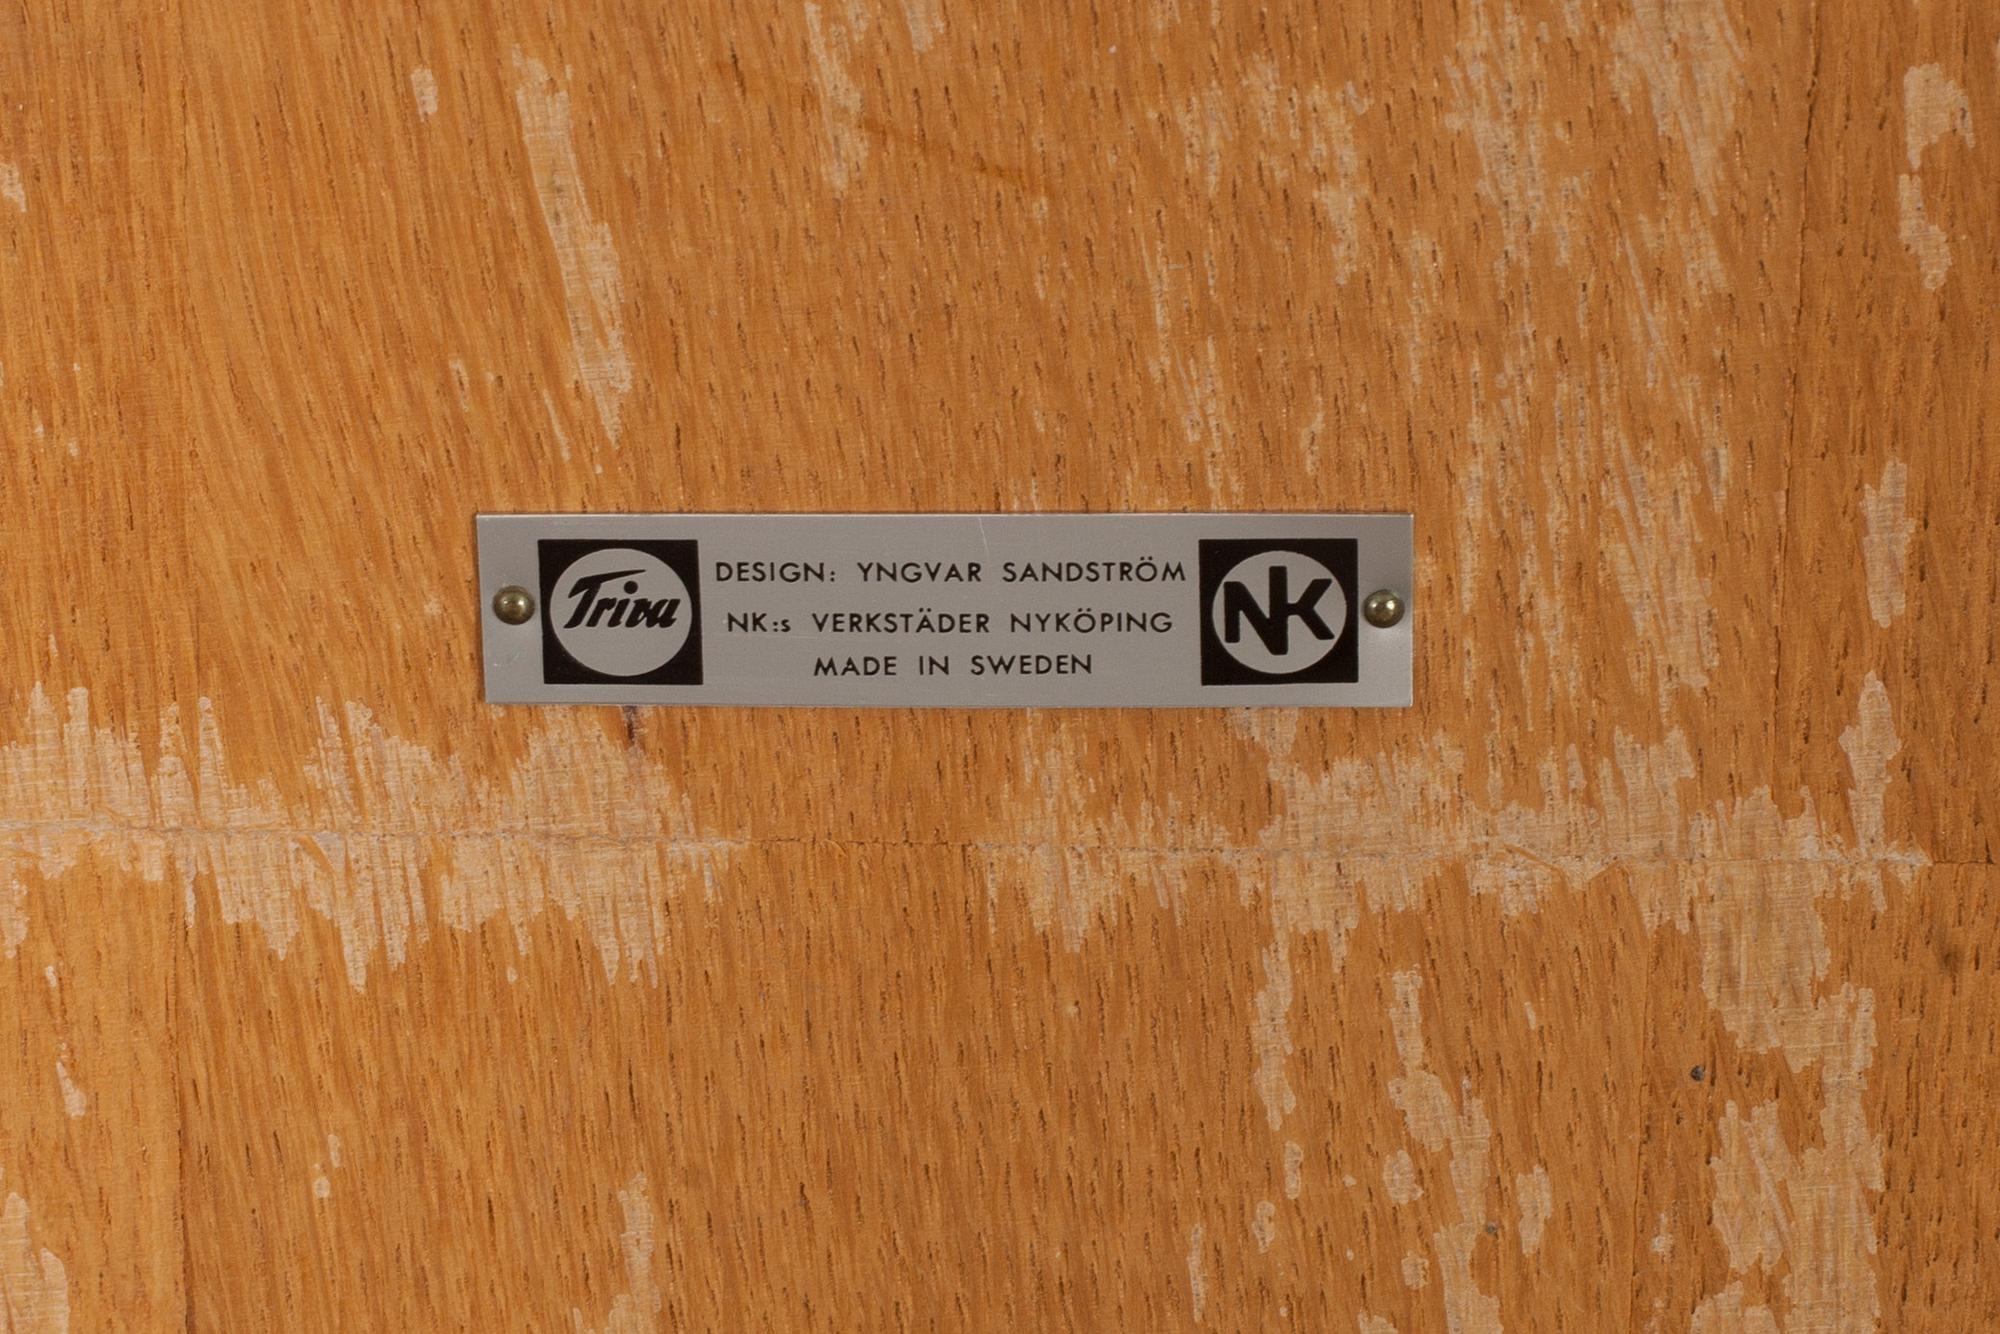 Triva
DESIGN: YNGVAR SANDSTRÖM
NK:s VERKSTÄDER NYKÖPING
MADE IN SWEDEN
NK